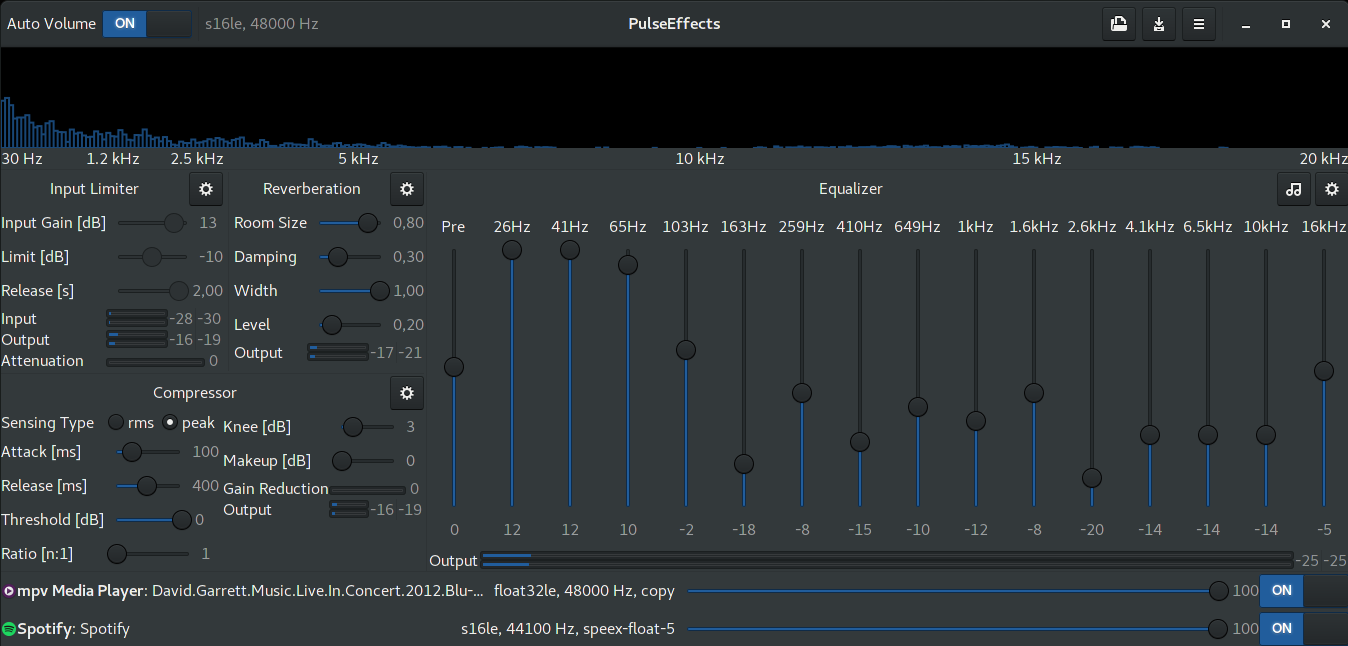 Auto Volume ON s16le, 48000 Hz PulseEffects
30 Hz 1.2 kHz 2.5 kHz 5 kHz 10 kHz 15 kHz 20 kHz
Input Limiter
Input Gain [dB] 13
Limit [dB] -10
Release [s] 2,00
Input -28 -30
Output -16 -19
Attenuation 0
Reverberation
Room Size 0,80
Damping 0,30
Width 1,00
Level 0,20
Output -17 -21
Compressor
Sensing Type rms peak
Attack [ms] 100
Release [ms] 400
Threshold [dB] 0
Ratio [n:1] 1
Knee [dB] 3
Makeup [dB] 0
Gain Reduction 0
Output -16 -19
Equalizer
Pre 26Hz 41Hz 65Hz 103Hz 163Hz 259Hz 410Hz 649Hz 1kHz 1.6kHz 2.6kHz 4.1kHz 6.5kHz 10kHz 16kHz
0 12 12 10 -2 -18 -8 -15 -10 -12 -8 -20 -14 -14 -14 -5
Output -25 -25
mpv Media Player: David.Garrett.Music.Live.In.Concert.2012.Blu-... float32le, 48000 Hz, copy 100 ON
Spotify: Spotify s16le, 44100 Hz, speex-float-5 100 ON